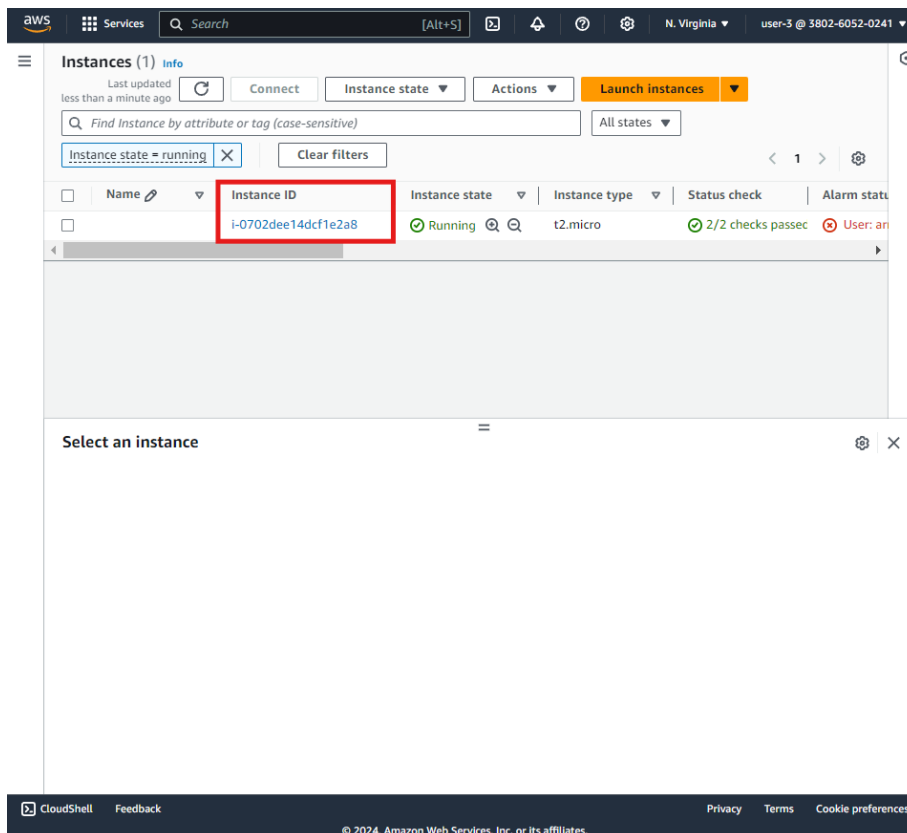 aws Services Search [Alt+S] N. Virginia user-3 @ 3802-6052-0241
Instances (1) Info
Last updated
less than a minute ago
Connect Instance state Actions Launch instances
Find Instance by attribute or tag (case-sensitive) All states
Instance state = running Clear filters
1
Name Instance ID Instance state Instance type Status check Alarm statu
i-0702dee14dcf1e2a8 Running t2.micro 2/2 checks passec User: ar
Select an instance
CloudShell Feedback Privacy Terms Cookie preferences
© 2024, Amazon Web Services, Inc. or its affiliates.